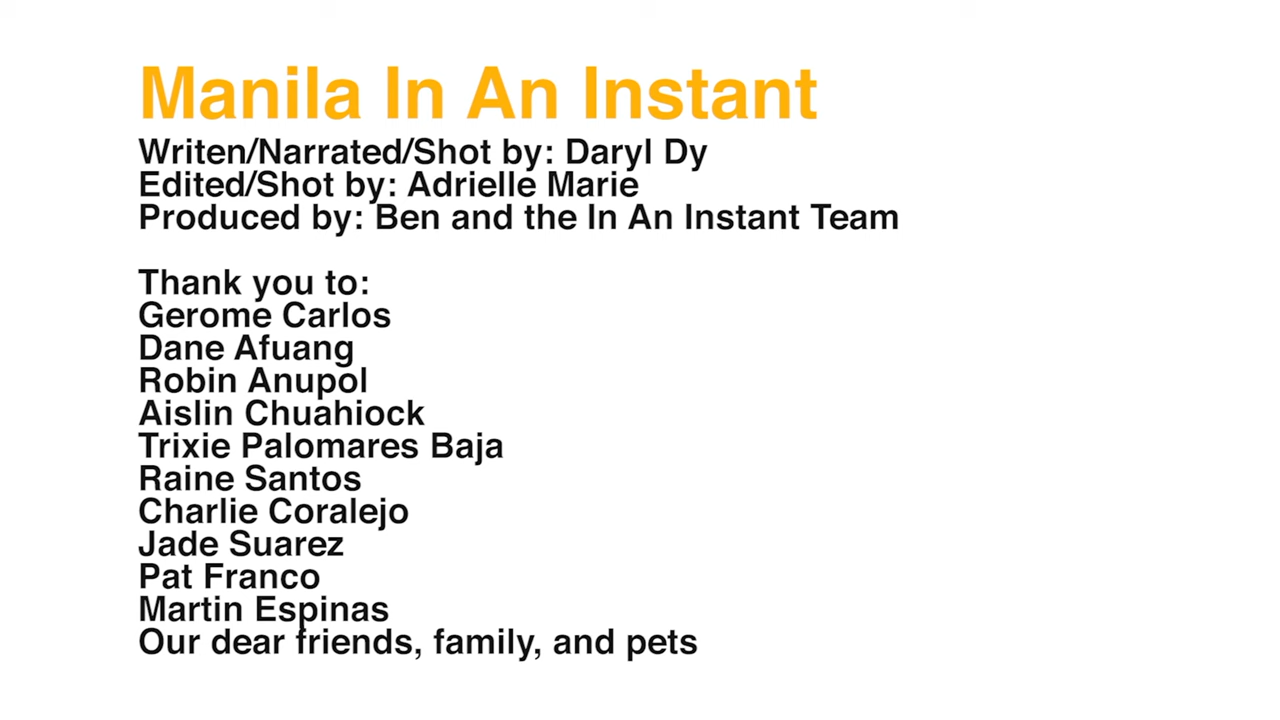 Manila In An Instant
Writen/Narrated/Shot by: Daryl Dy
Edited/Shot by: Adrielle Marie
Produced by: Ben and the In An Instant Team
Thank you to:
Gerome Carlos
Dane Afuang
Robin Anupol
Aislin Chuahiock
Trixie Palomares Baja
Raine Santos
Charlie Coralejo
Jade Suarez
Pat Franco
Martin Espinas
Our dear friends, family, and pets